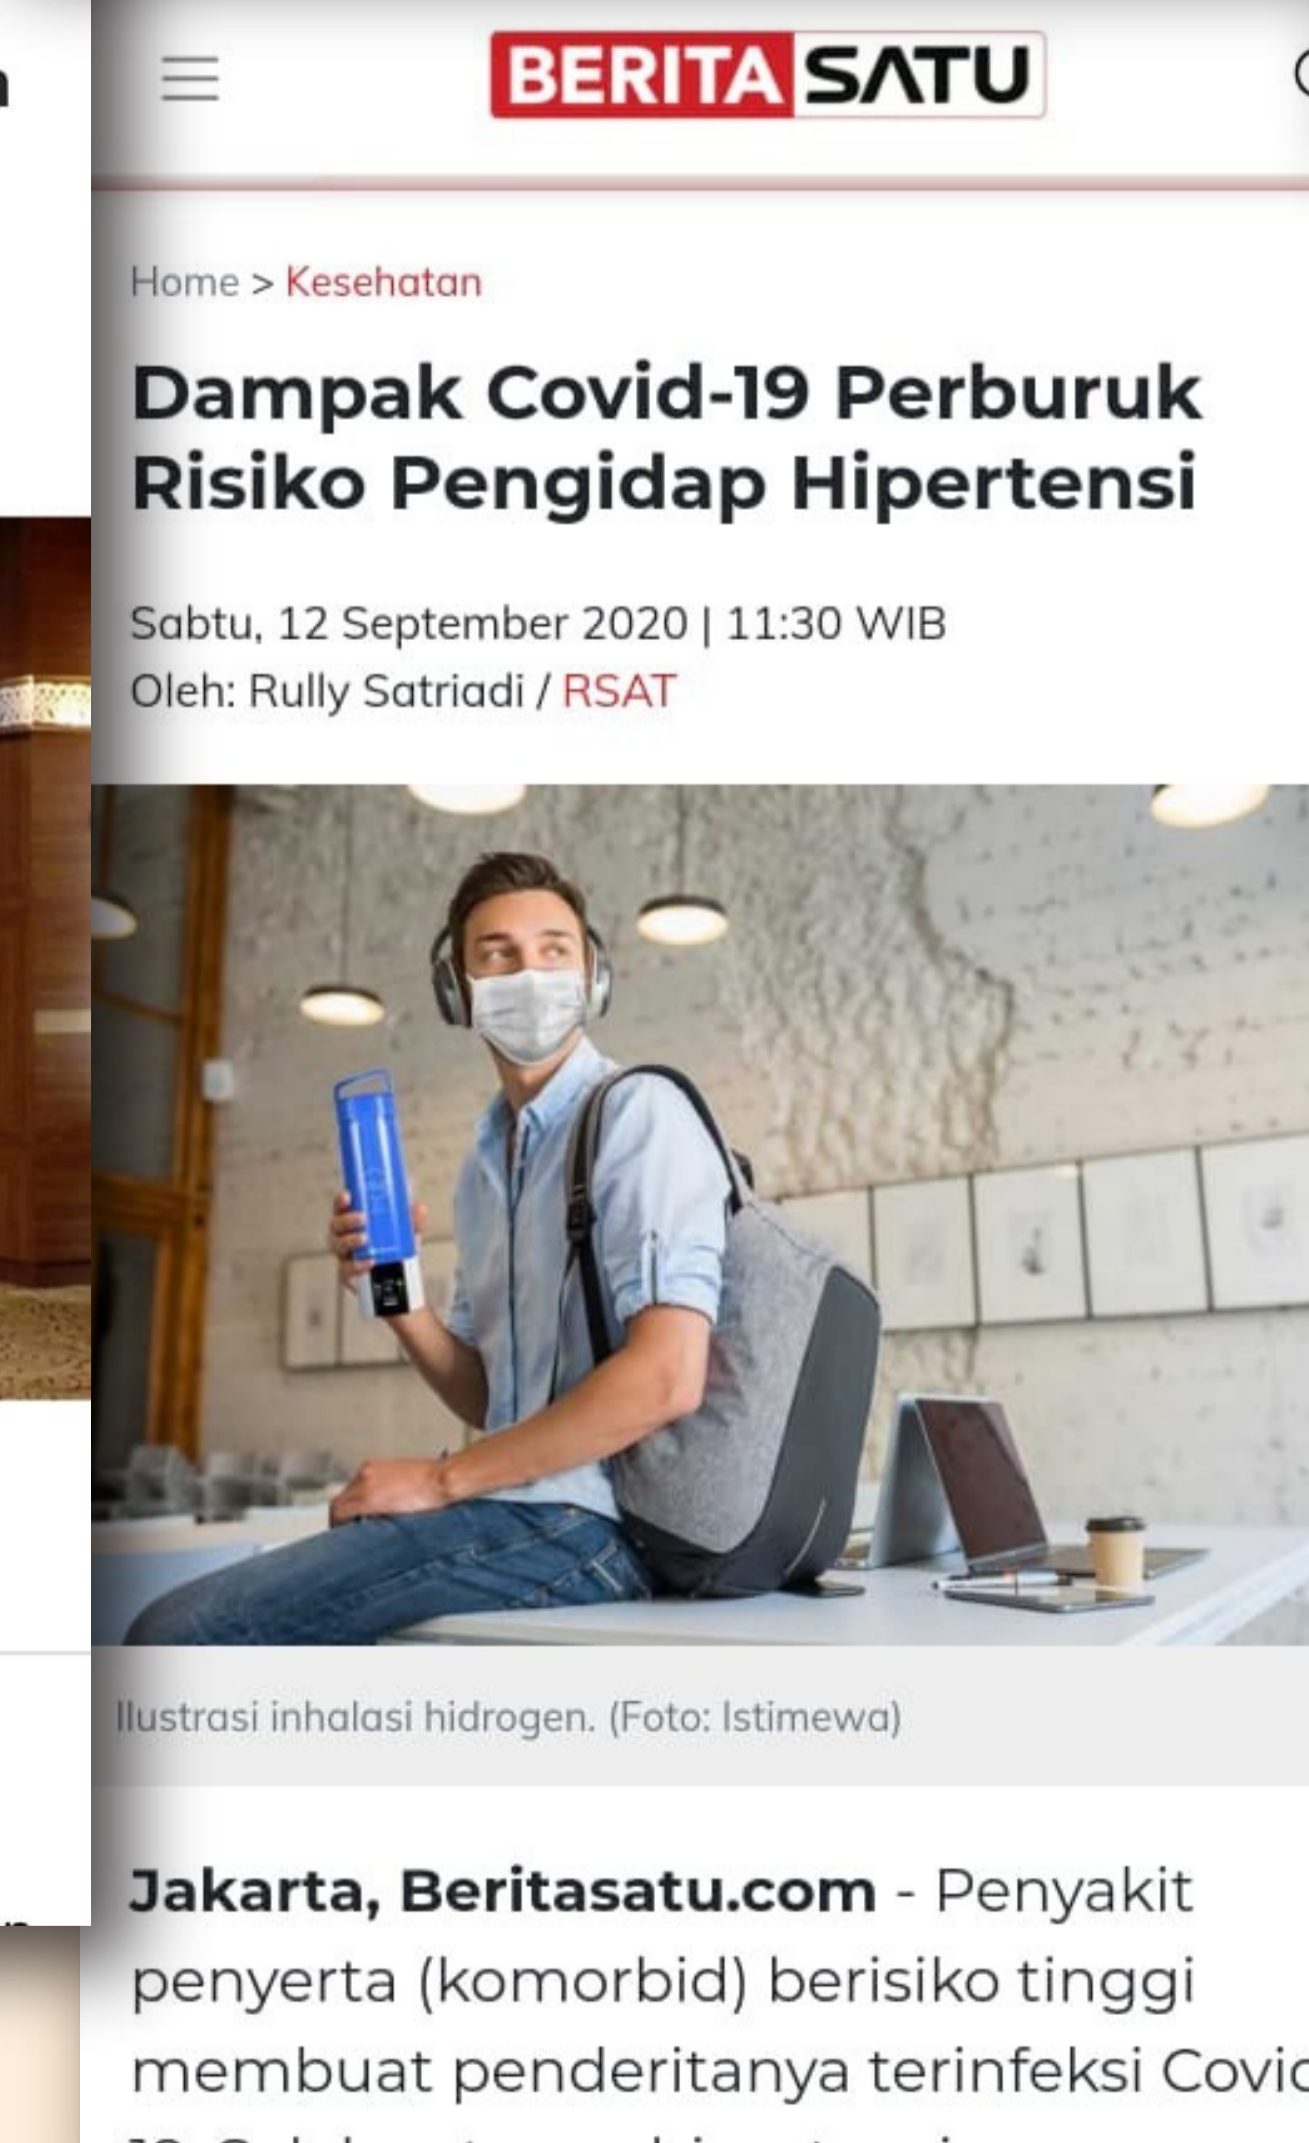 BERITA SATU
Home > Kesehatan
Dampak Covid-19 Perburuk
Risiko Pengidap Hipertensi
Sabtu, 12 September 2020 | 11:30 WIB
Oleh: Rully Satriadi / RSAT
Ilustrasi inhalasi hidrogen. (Foto: Istimewa)
Jakarta, Beritasatu.com - Penyakit
penyerta (komorbid) berisiko tinggi
membuat penderitanya terinfeksi Covid